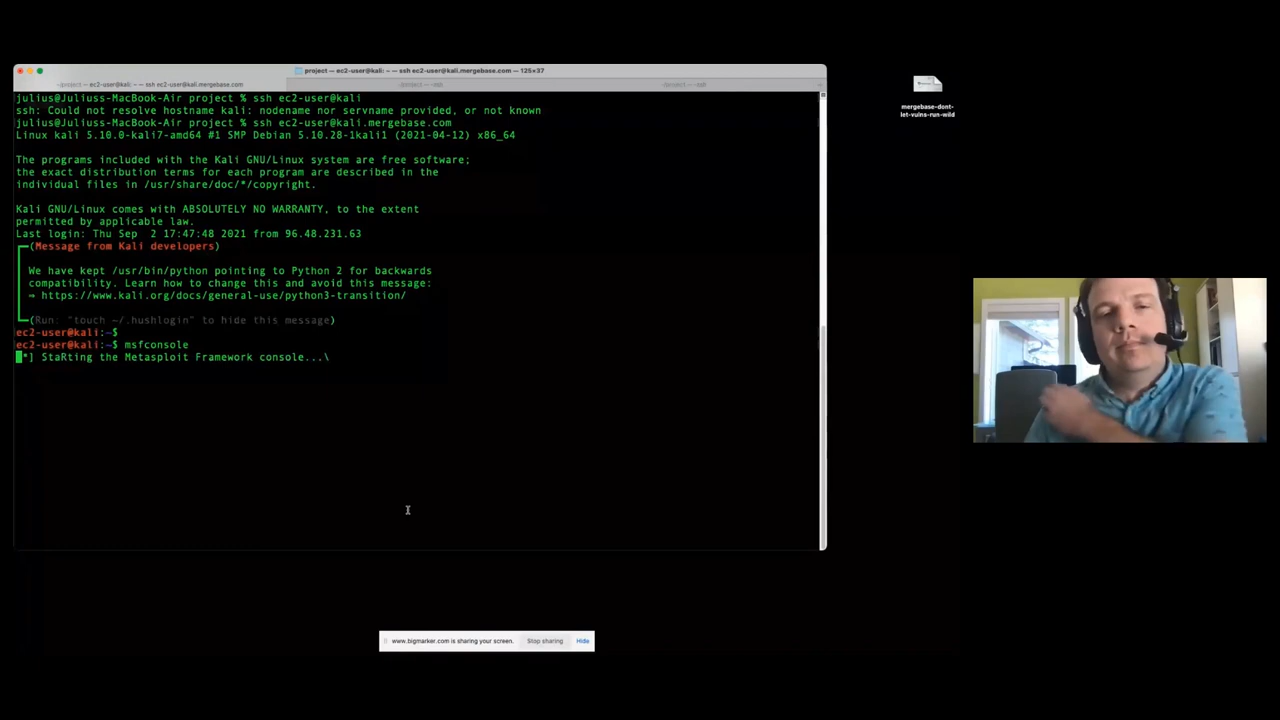 project — ec2-user@kali: ~ — ssh ec2-user@kali.mergebase.com — 125×37
~/project — ec2-user@kali: ~ — ssh ec2-user@kali.mergebase.com
julius@Juliuss-MacBook-Air project % ssh ec2-user@kali
ssh: Could not resolve hostname kali: nodename nor servname provided, or not known
julius@Juliuss-MacBook-Air project % ssh ec2-user@kali.mergebase.com
Linux kali 5.10.0-kali7-amd64 #1 SMP Debian 5.10.28-1kali1 (2021-04-12) x86_64
The programs included with the Kali GNU/Linux system are free software;
the exact distribution terms for each program are described in the
individual files in /usr/share/doc/*/copyright.
Kali GNU/Linux comes with ABSOLUTELY NO WARRANTY, to the extent
permitted by applicable law.
Last login: Thu Sep  2 17:47:48 2021 from 96.48.231.63
(Message from Kali developers)
We have kept /usr/bin/python pointing to Python 2 for backwards
compatibility. Learn how to change this and avoid this message:
⇒ https://www.kali.org/docs/general-use/python3-transition/
(Run: "touch ~/.hushlogin" to hide this message)
ec2-user@kali:~$
ec2-user@kali:~$ msfconsole
*] StaRting the Metasploit Framework console...\
mergebase-dont-
let-vulns-run-wild
www.bigmarker.com is sharing your screen.
Stop sharing
Hide